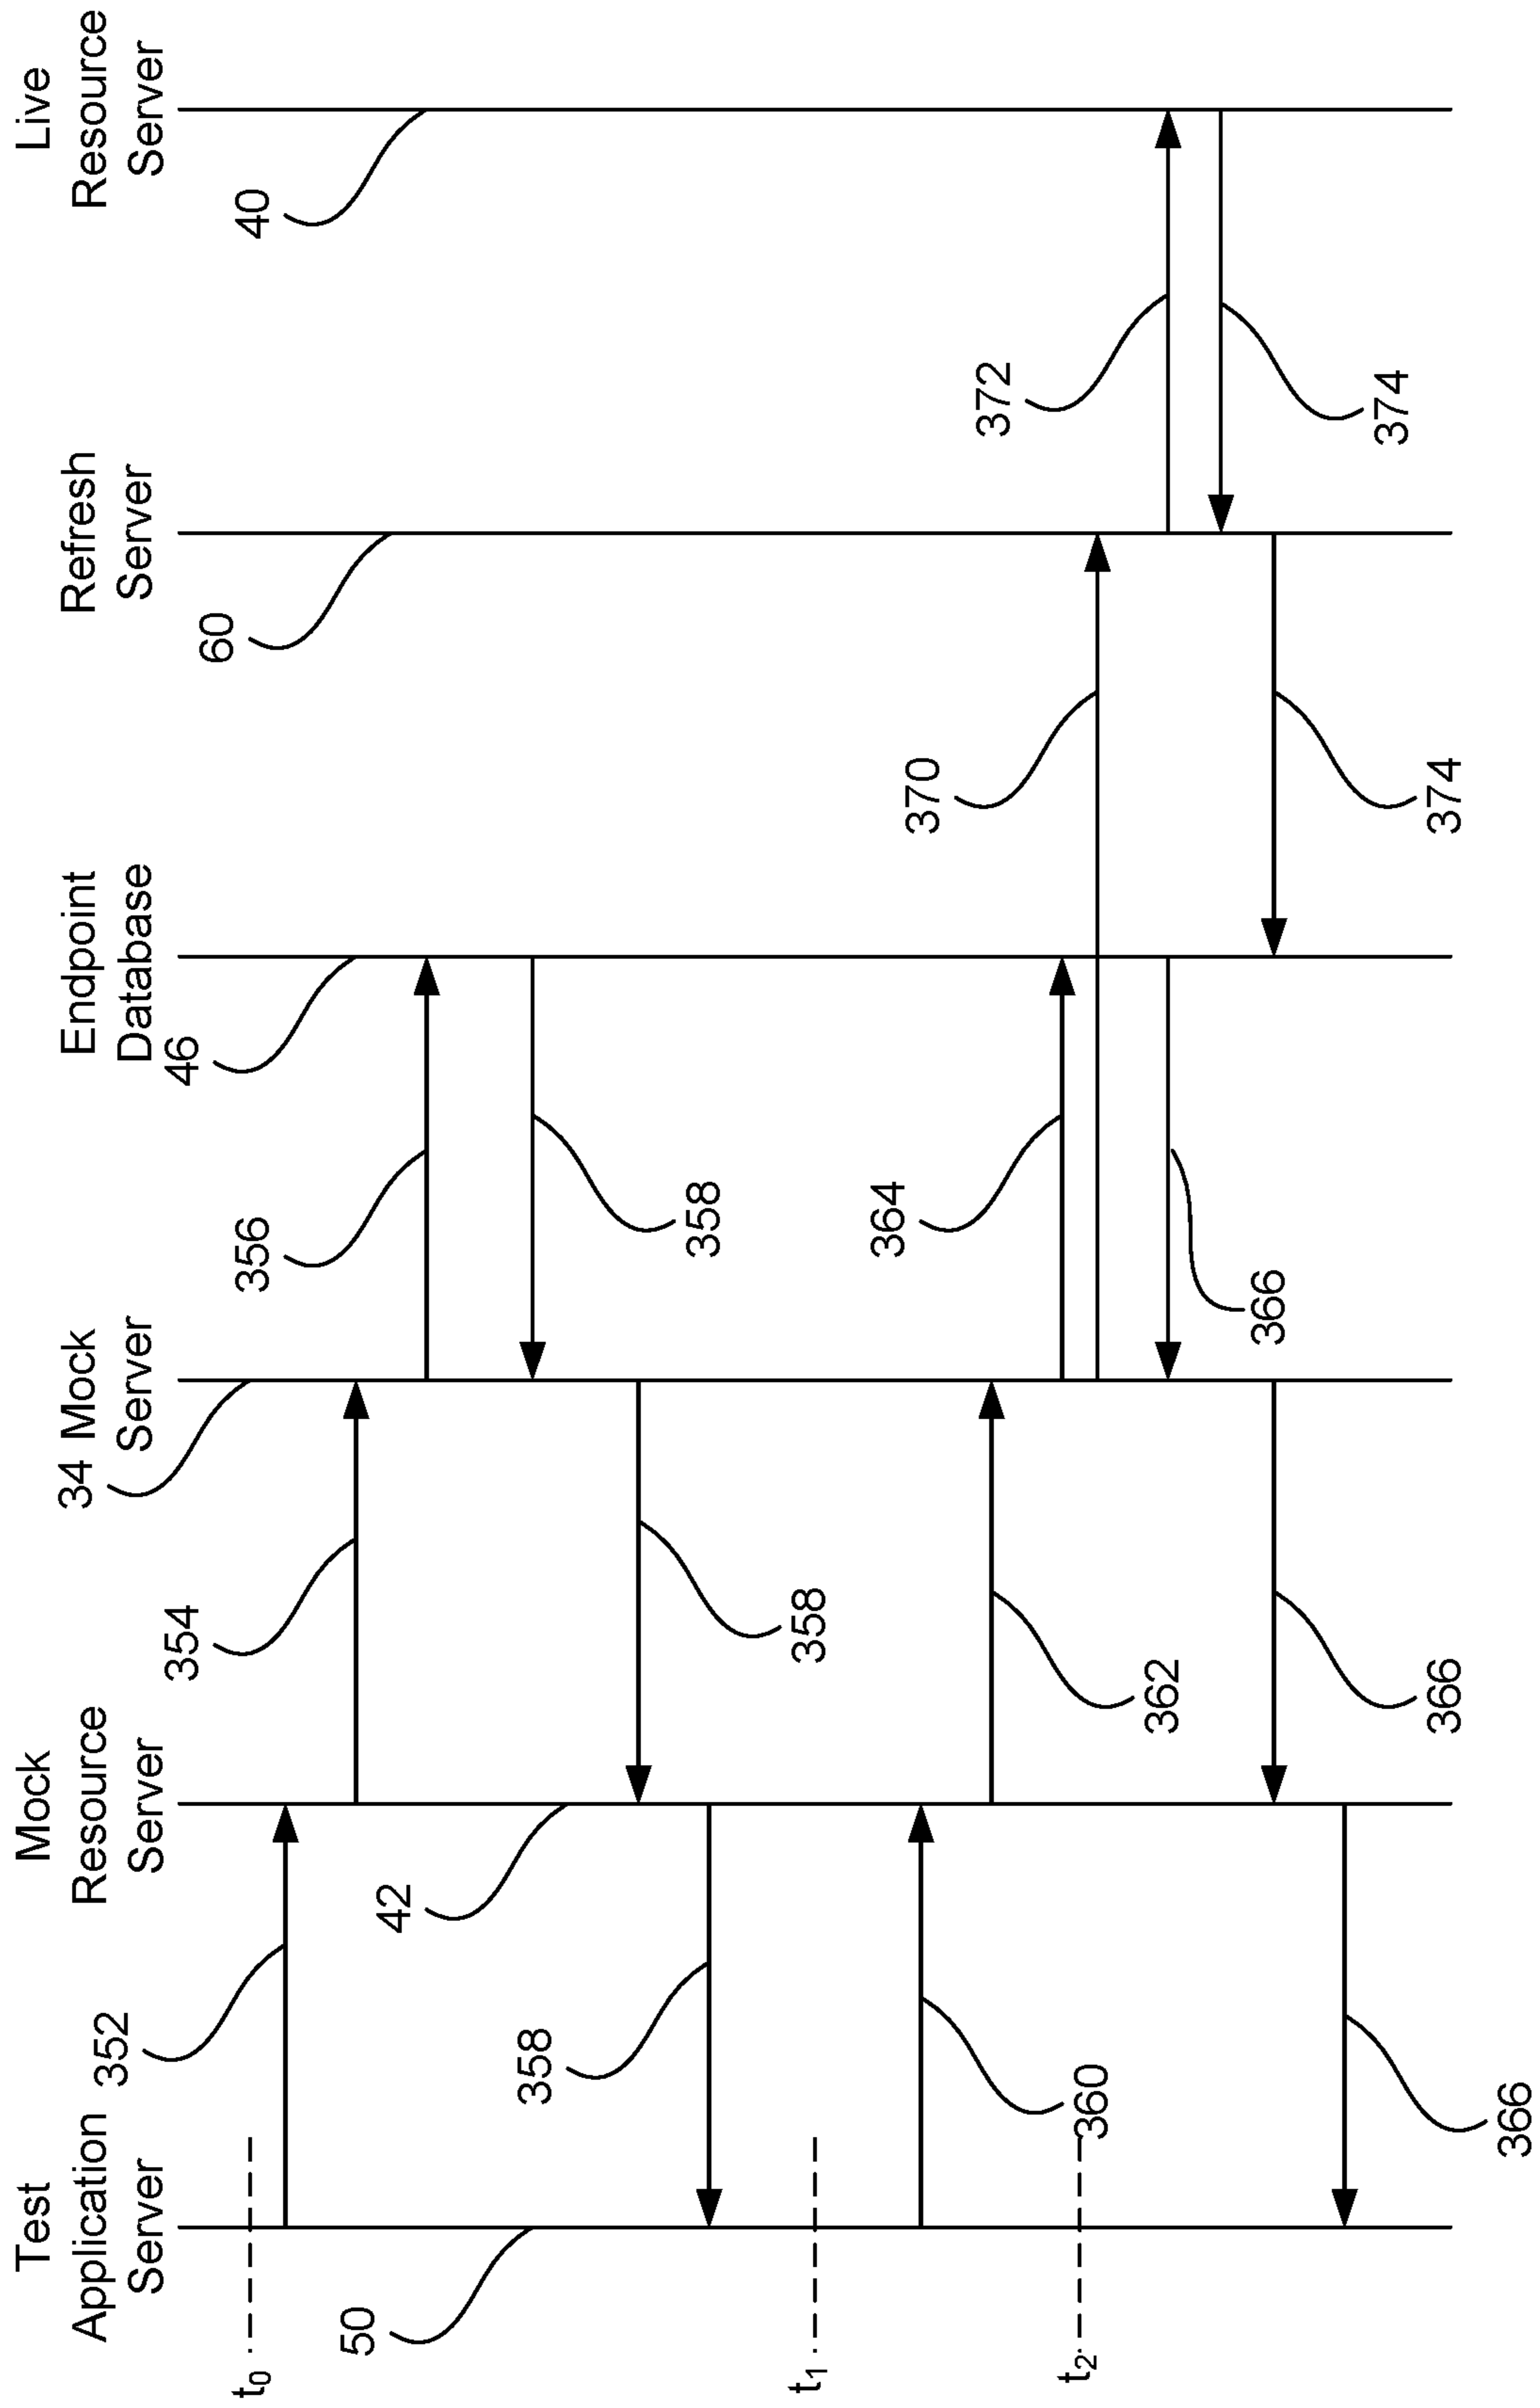 Test
Application
Server
Mock
Resource
Server
34 Mock
Server
Endpoint
Database
Refresh
Server
Live
Resource
Server
46
60
40
t0
352
354
356
50
42
358
358
358
t1
360
362
364
370
372
t2
366
366
366
374
374